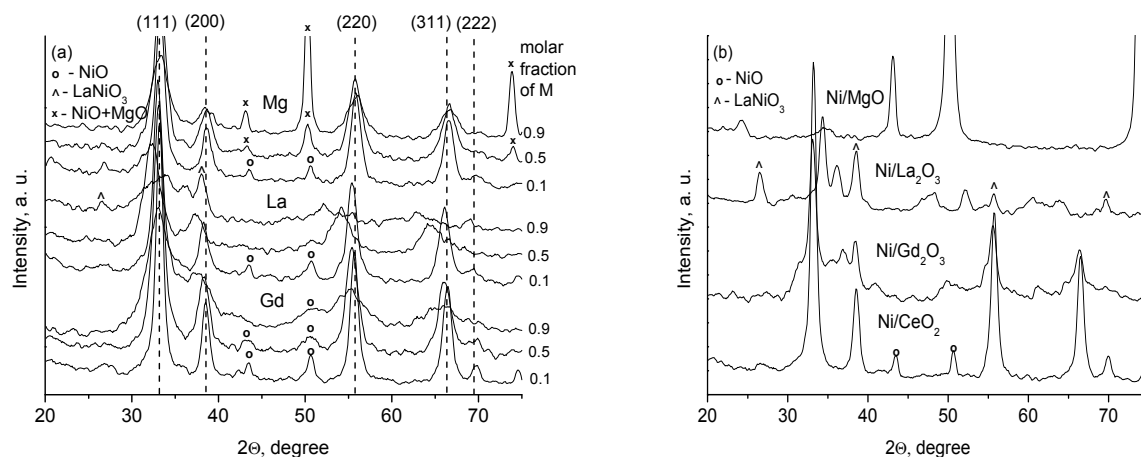 (111) (200) (220) (311) (222)
(a)
o - NiO
^ - LaNiO₃
x - NiO+MgO
molar
fraction
of M
x
x
x
Mg
0.9
x
x
x
0.5
o
o
0.1
^
^
La
0.9
0.5
o
o
0.1
Gd
o
0.9
o
o
0.5
o
o
0.1
Intensity, a. u.
20 30 40 50 60 70
2Θ, degree
(b)
o - NiO
^ - LaNiO₃
Ni/MgO
^
^
^
^
Ni/La₂O₃
Ni/Gd₂O₃
Ni/CeO₂
o
o
Intensity, a. u.
20 30 40 50 60 70
2Θ, degree